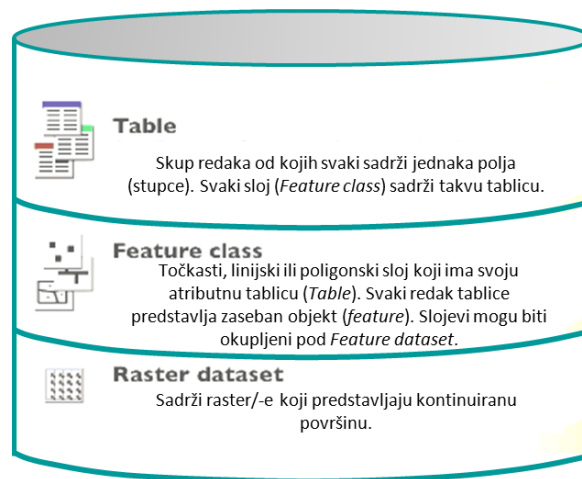 Table
Skup redaka od kojih svaki sadrži jednaka polja
(stupce). Svaki sloj (Feature class) sadrži takvu tablicu.
Feature class
Točkasti, linijski ili poligonski sloj koji ima svoju
atributnu tablicu (Table). Svaki redak tablice
predstavlja zaseban objekt (feature). Slojevi mogu biti
okupljeni pod Feature dataset.
Raster dataset
Sadrži raster/-e koji predstavljaju kontinuiranu
površinu.